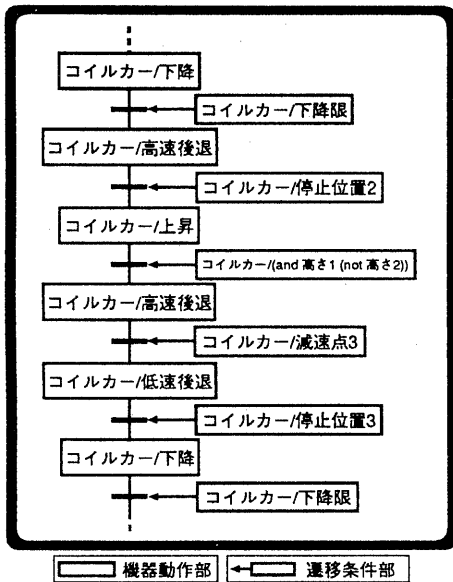 コイルカー/下降
コイルカー/下降限
コイルカー/高速後退
コイルカー/停止位置2
コイルカー/上昇
コイルカー/(and 高さ1 (not 高さ2))
コイルカー/高速後退
コイルカー/減速点3
コイルカー/低速後退
コイルカー/停止位置3
コイルカー/下降
コイルカー/下降限
機器動作部
遷移条件部